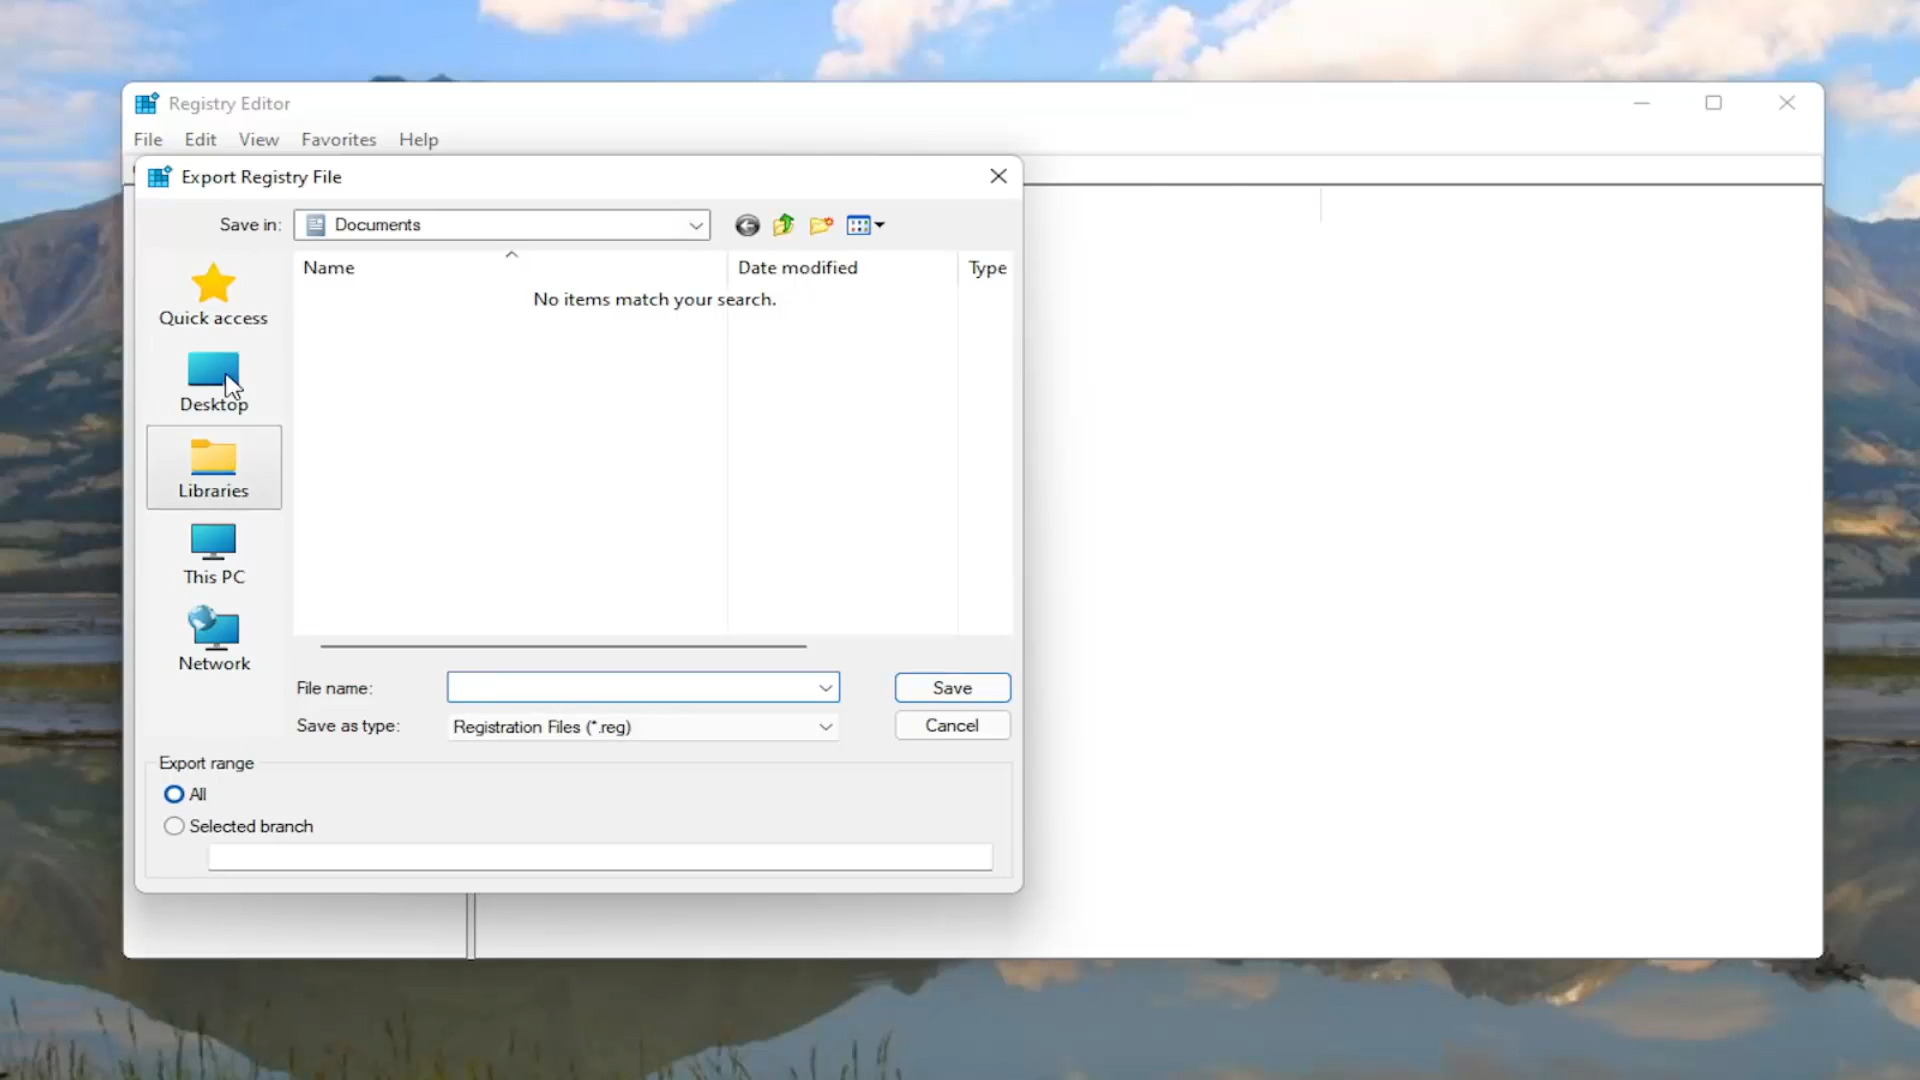 Registry Editor
File Edit View Favorites Help
Export Registry File
Save in: Documents
Name Date modified Type
No items match your search.
Quick access
Desktop
Libraries
This PC
Network
File name: Save
Save as type: Registration Files (*.reg) Cancel
Export range
All
Selected branch